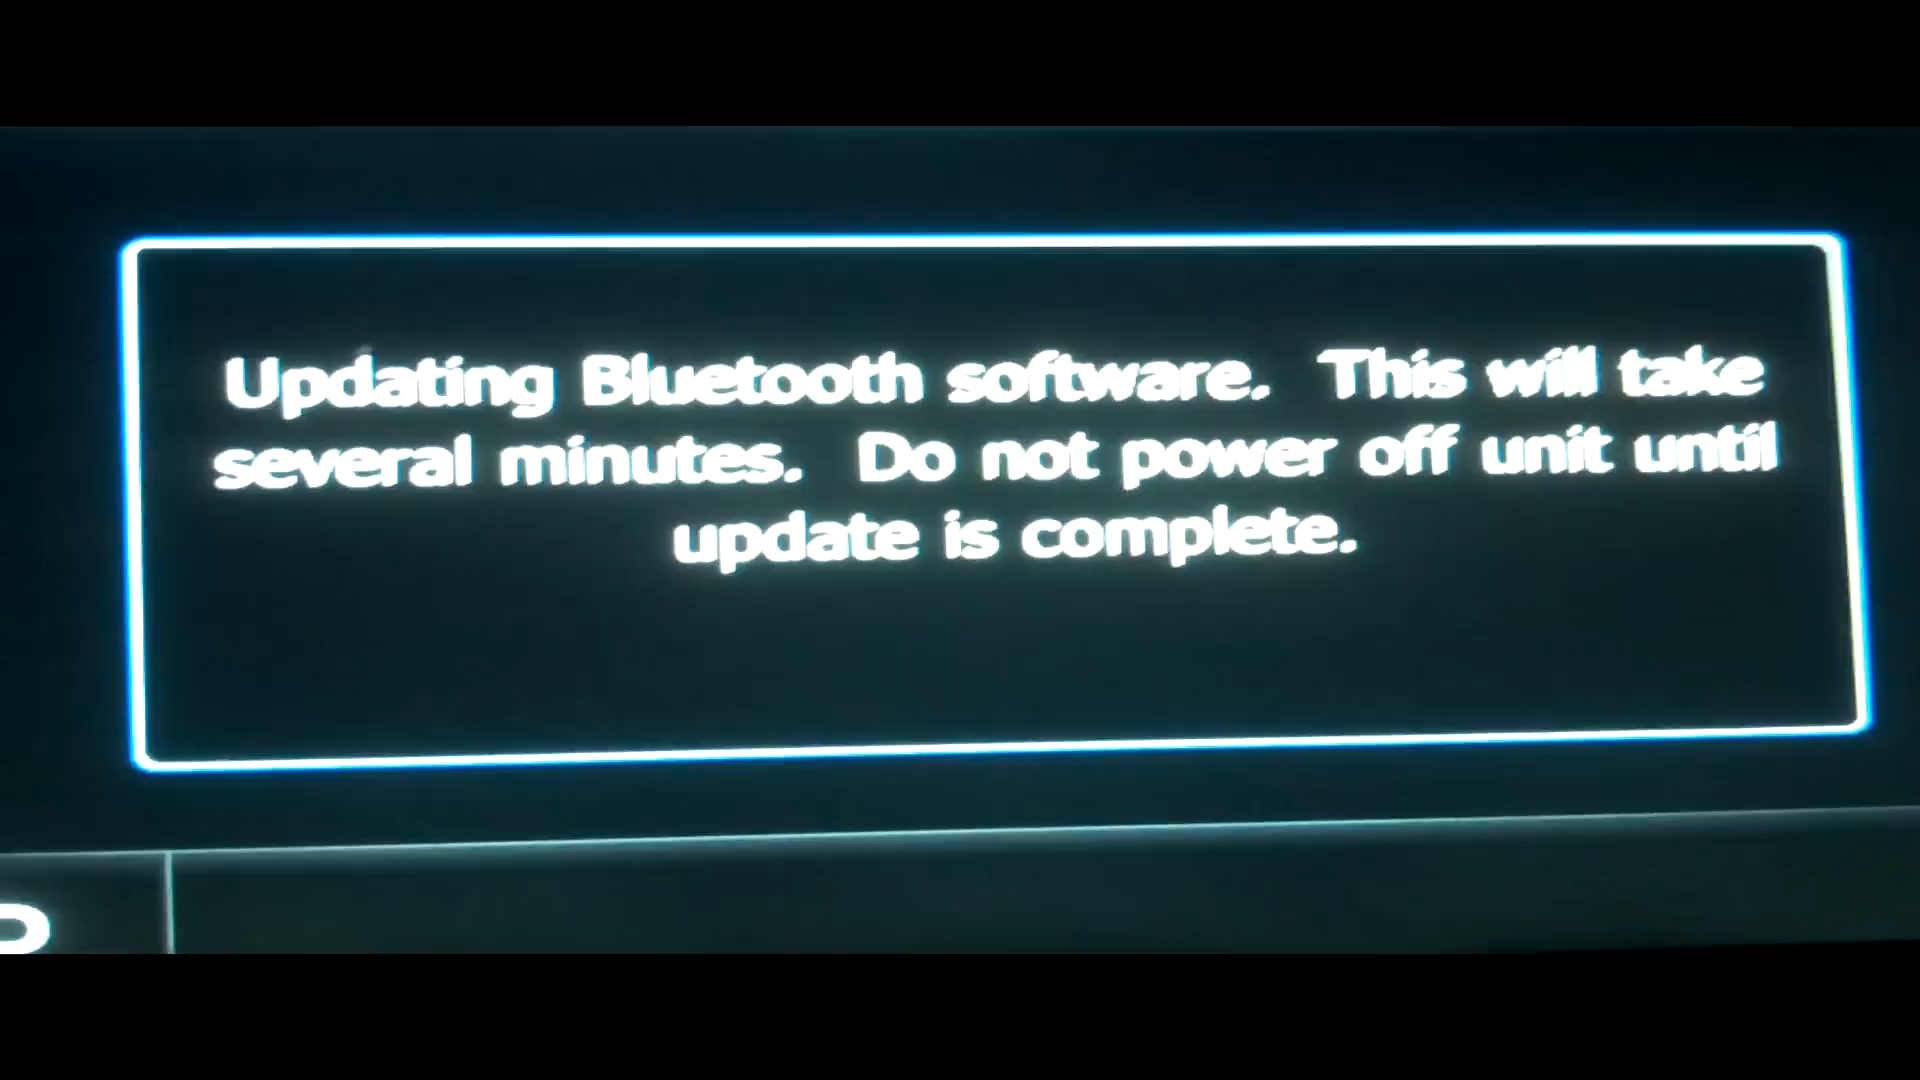 Updating Bluetooth software.  This will take
several minutes.  Do not power off unit until
update is complete.